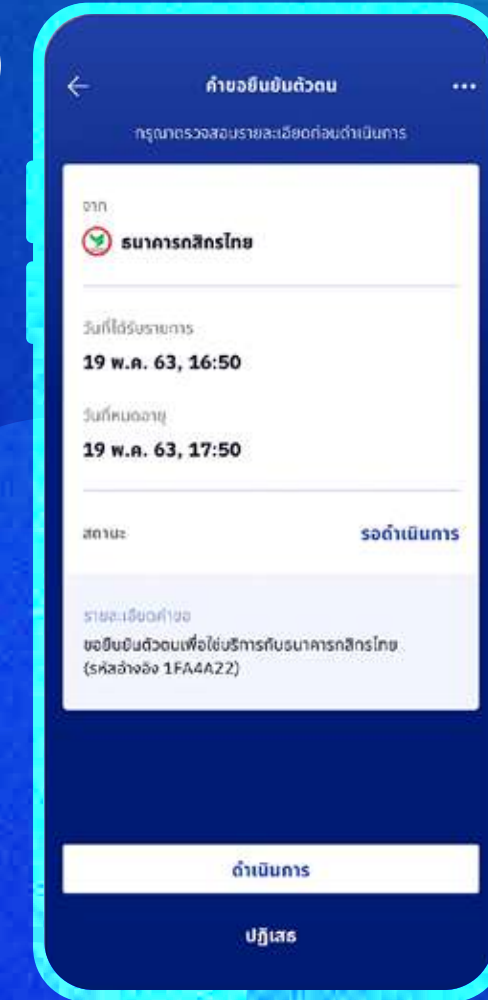 คำขอยืนยันตัวตน
กรุณาตรวจสอบรายละเอียดก่อนดำเนินการ
จาก
ธนาคารกสิกรไทย
วันที่ได้รับรายการ
19 พ.ค. 63, 16:50
วันที่หมดอายุ
19 พ.ค. 63, 17:50
สถานะ
รอดำเนินการ
รายละเอียดคำขอ
ขอยืนยันตัวตนเพื่อใช้บริการกับธนาคารกสิกรไทย
(รหัสอ้างอิง 1FA4A22)
ดำเนินการ
ปฏิเสธ